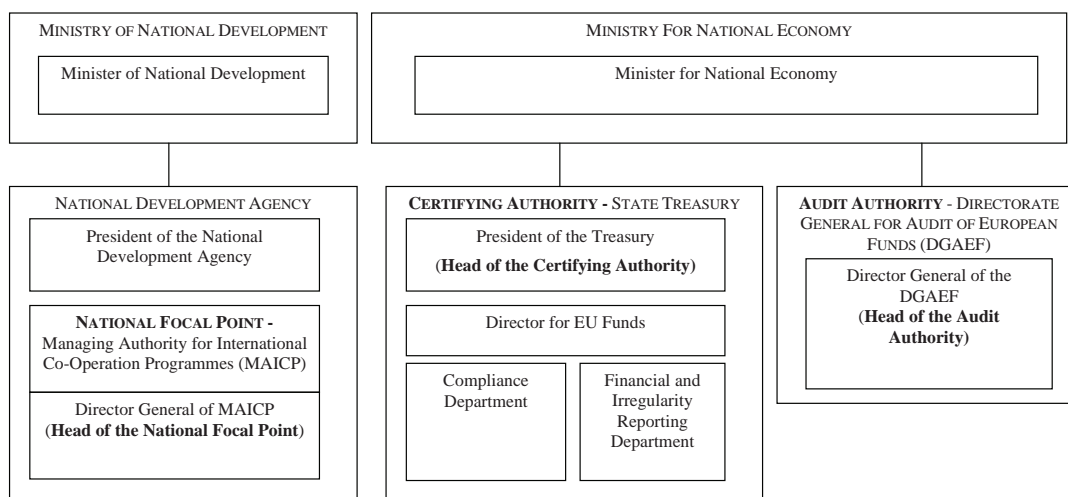 MINISTRY OF NATIONAL DEVELOPMENT
Minister of National Development
MINISTRY FOR NATIONAL ECONOMY
Minister for National Economy
NATIONAL DEVELOPMENT AGENCY
President of the National
Development Agency
NATIONAL FOCAL POINT -
Managing Authority for International
Co-Operation Programmes (MAICP)
Director General of MAICP
(Head of the National Focal Point)
CERTIFYING AUTHORITY - STATE TREASURY
President of the Treasury
(Head of the Certifying Authority)
Director for EU Funds
Compliance
Department
Financial and
Irregularity
Reporting
Department
AUDIT AUTHORITY - DIRECTORATE
GENERAL FOR AUDIT OF EUROPEAN
FUNDS (DGAEF)
Director General of the
DGAEF
(Head of the Audit
Authority)